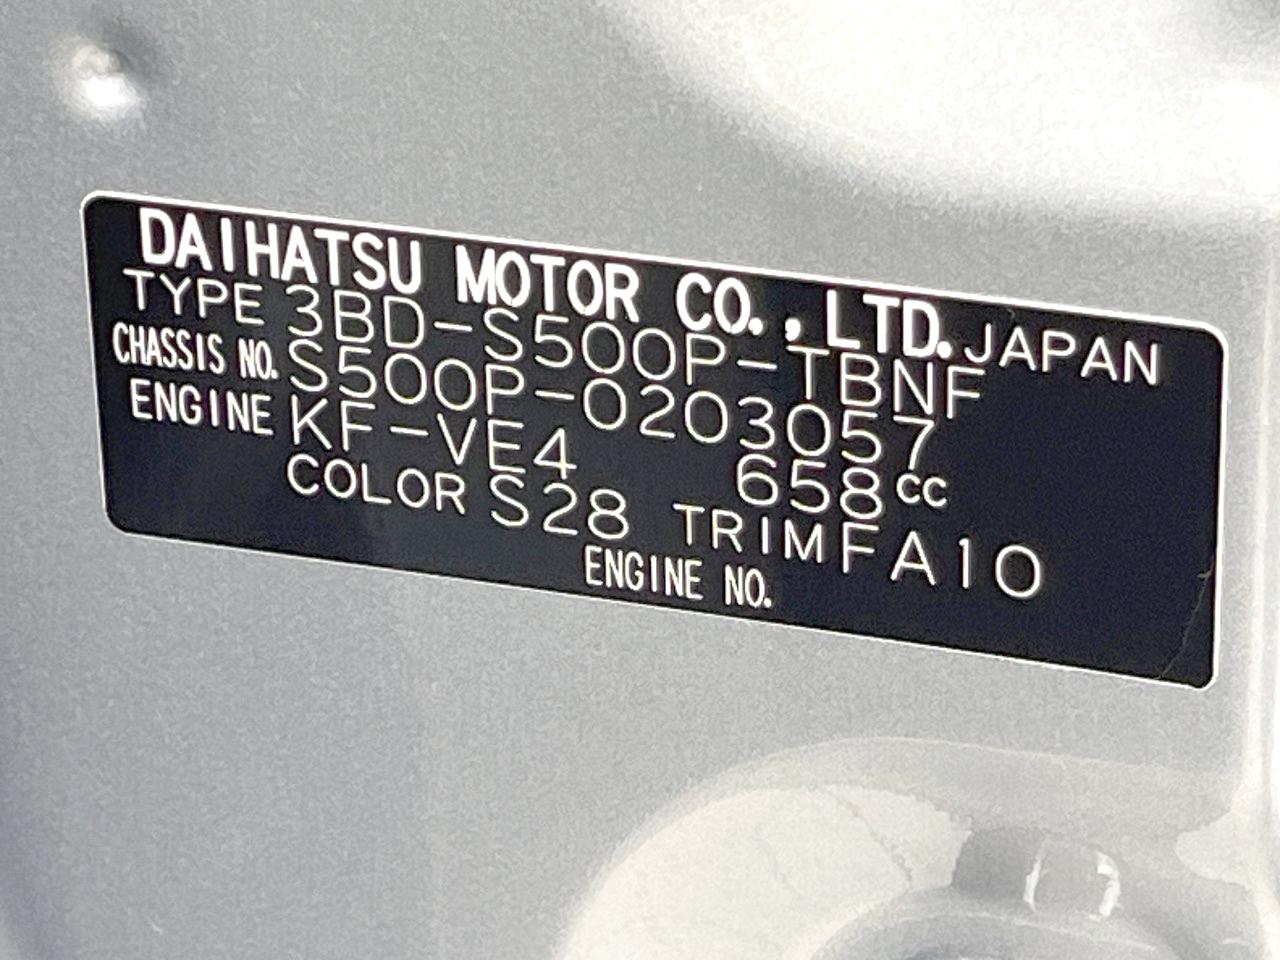 DAIHATSU MOTOR CO., LTD. JAPAN
TYPE 3BD-S500P-TBNF
CHASSIS NO. S500P-0203057
ENGINE KF-VE4 658cc
COLOR S28 TRIM FA10
ENGINE NO.